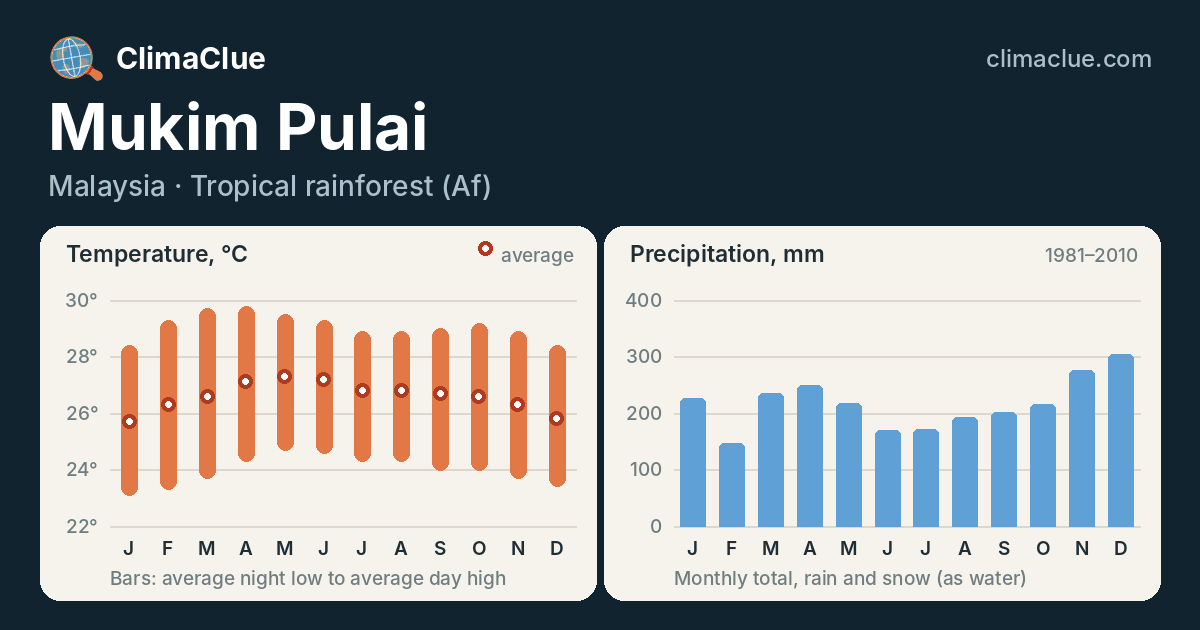 ClimaClue
climaclue.com
Mukim Pulai
Malaysia · Tropical rainforest (Af)
Temperature, °C
average
30°
28°
26°
24°
22°
J F M A M J J A S O N D
Bars: average night low to average day high
Precipitation, mm
1981–2010
400
300
200
100
0
J F M A M J J A S O N D
Monthly total, rain and snow (as water)